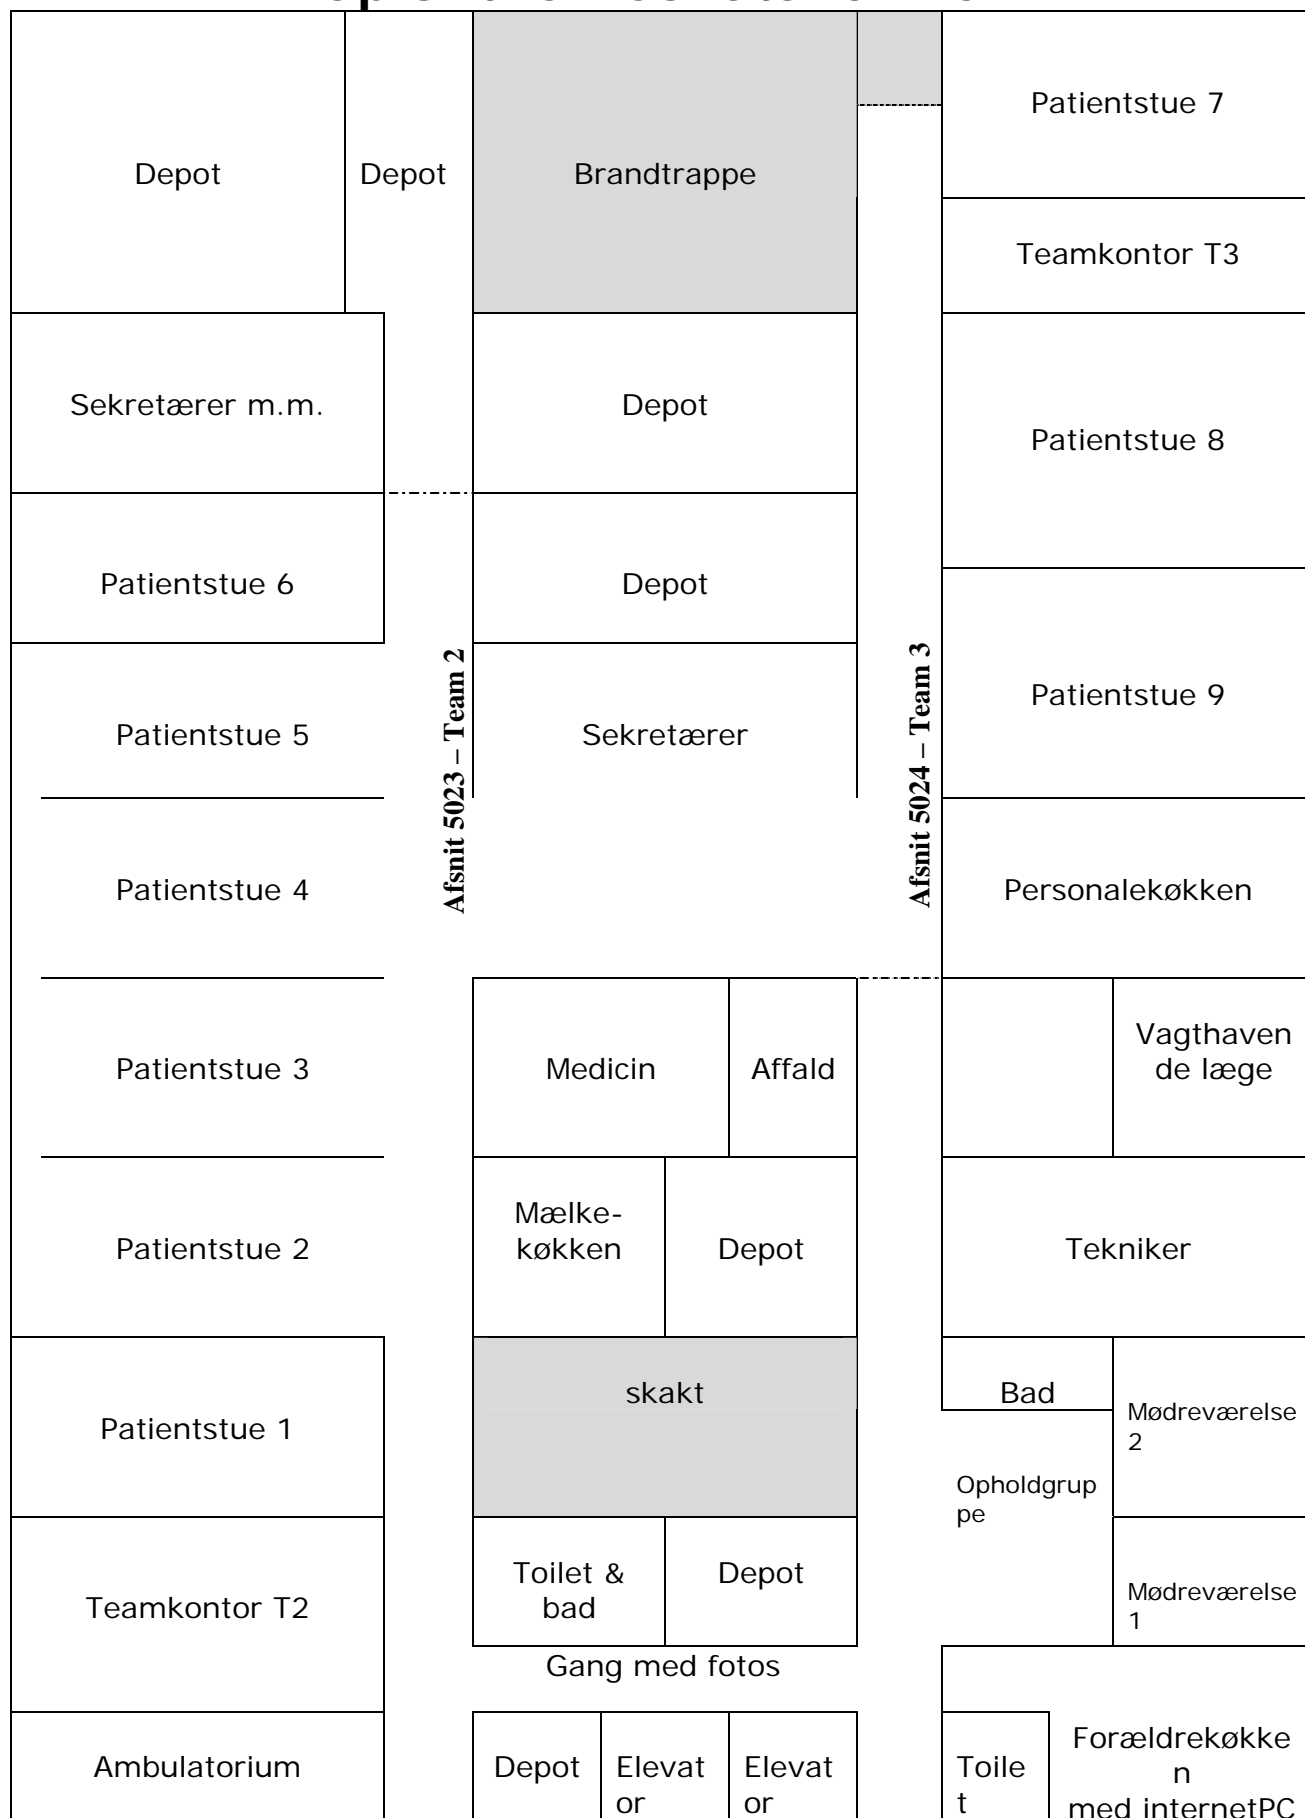 Patientstue 7
Depot
Depot
Brandtrappe
Teamkontor T3
Sekretærer m.m.
Depot
Patientstue 8
Patientstue 6
Depot
Afsnit 5023 – Team 2
Afsnit 5024 – Team 3
Patientstue 9
Patientstue 5
Sekretærer
Patientstue 4
Personalekøkken
Patientstue 3
Medicin
Affald
Vagthaven
de læge
Patientstue 2
Mælke-
køkken
Depot
Tekniker
Patientstue 1
skakt
Bad
Mødreværelse
2
Opholdgrup
pe
Teamkontor T2
Toilet &
bad
Depot
Mødreværelse
1
Gang med fotos
Ambulatorium
Depot
Elevat
or
Elevat
or
Toile
t
Forældrekøkke
n
med internetPC